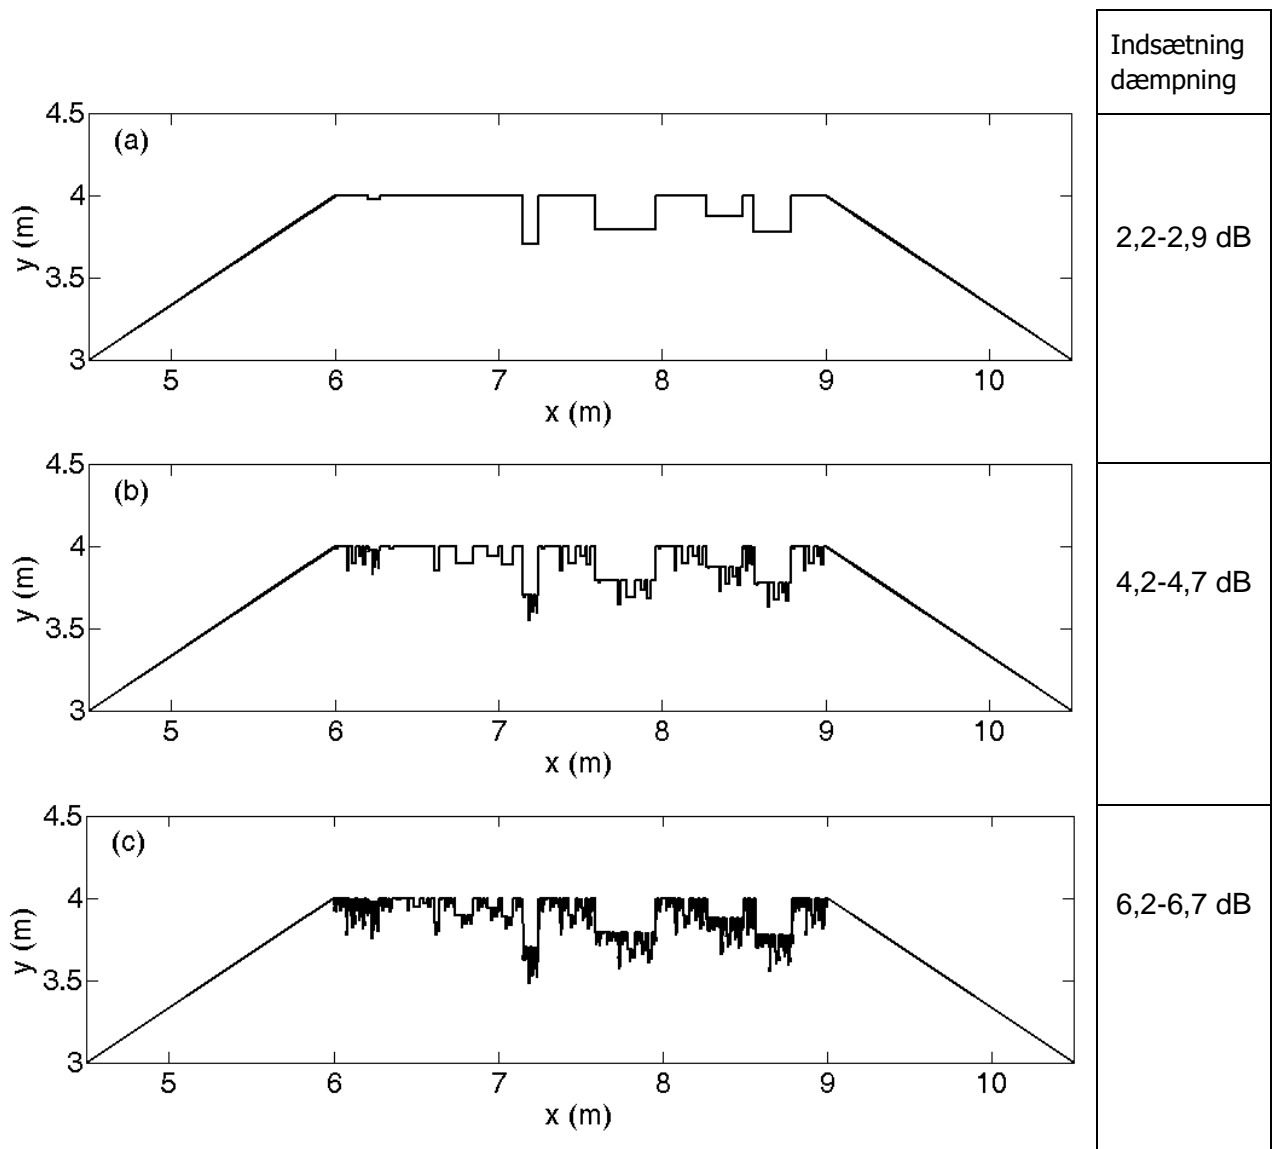 Indsætning
dæmpning
(a)
4.5
4
3.5
3
y (m)
5 6 7 8 9 10
x (m)
2,2-2,9 dB
(b)
4.5
4
3.5
3
y (m)
5 6 7 8 9 10
x (m)
4,2-4,7 dB
(c)
4.5
4
3.5
3
y (m)
5 6 7 8 9 10
x (m)
6,2-6,7 dB